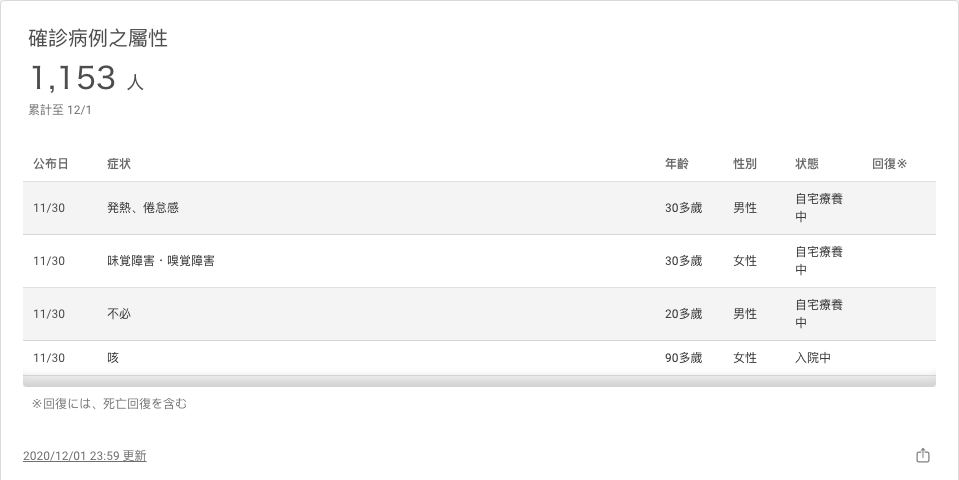 確診病例之屬性
1,153 人
累計至 12/1
公布日 症状 年齡 性別 状態 回復※
11/30 発熱、倦怠感 30多歲 男性 自宅療養中
11/30 味覚障害・嗅覚障害 30多歲 女性 自宅療養中
11/30 不必 20多歲 男性 自宅療養中
11/30 咳 90多歲 女性 入院中
※回復には、死亡回復を含む
2020/12/01 23:59 更新